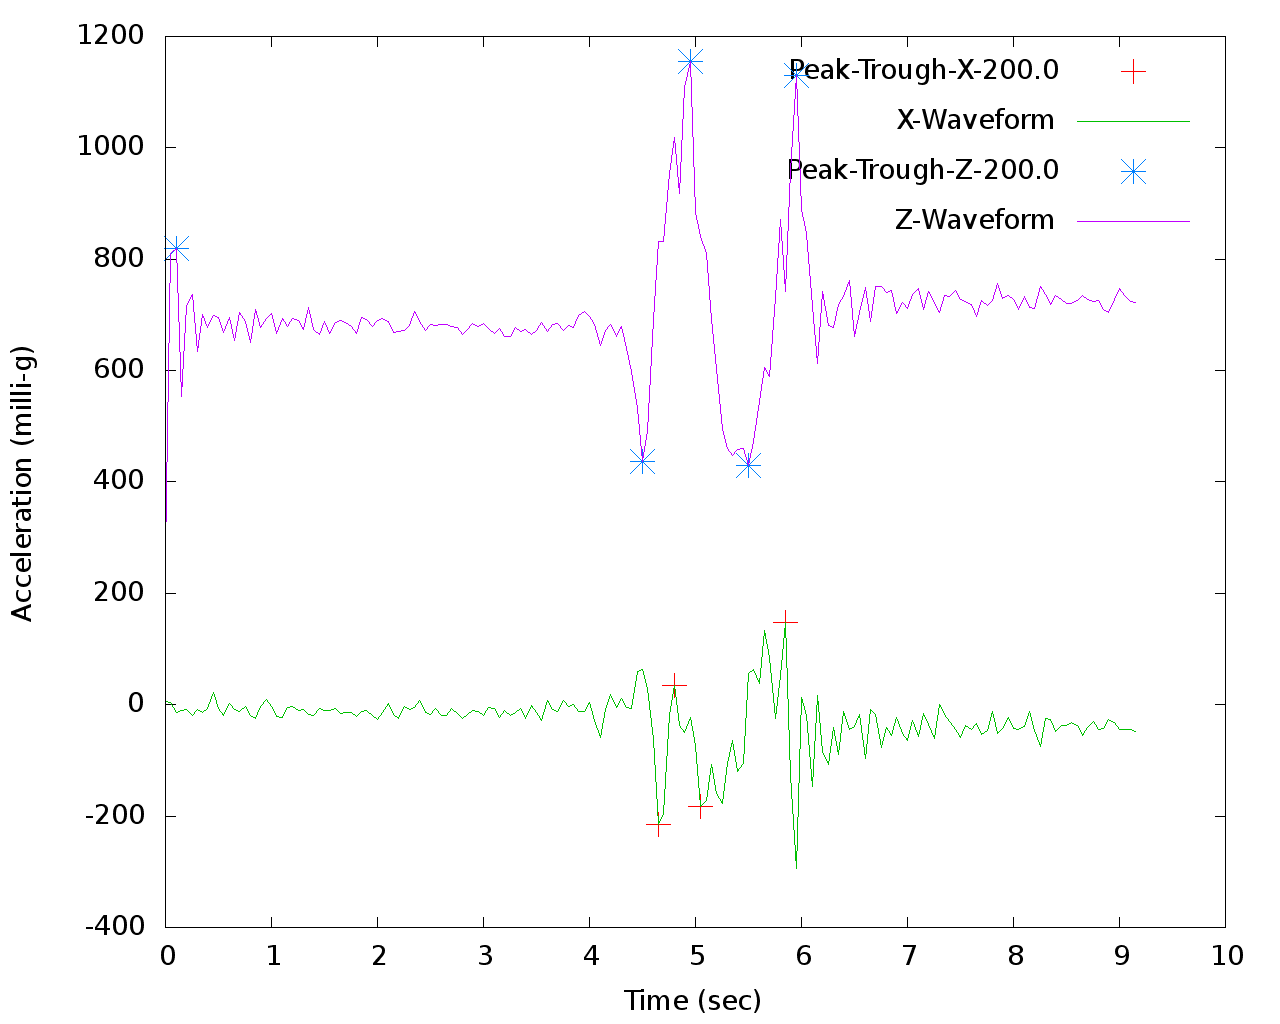 1200
1000
800
600
400
200
0
-200
-400
0 1 2 3 4 5 6 7 8 9 10
Time (sec)
Acceleration (milli-g)
Peak-Trough-X-200.0
X-Waveform
Peak-Trough-Z-200.0
Z-Waveform